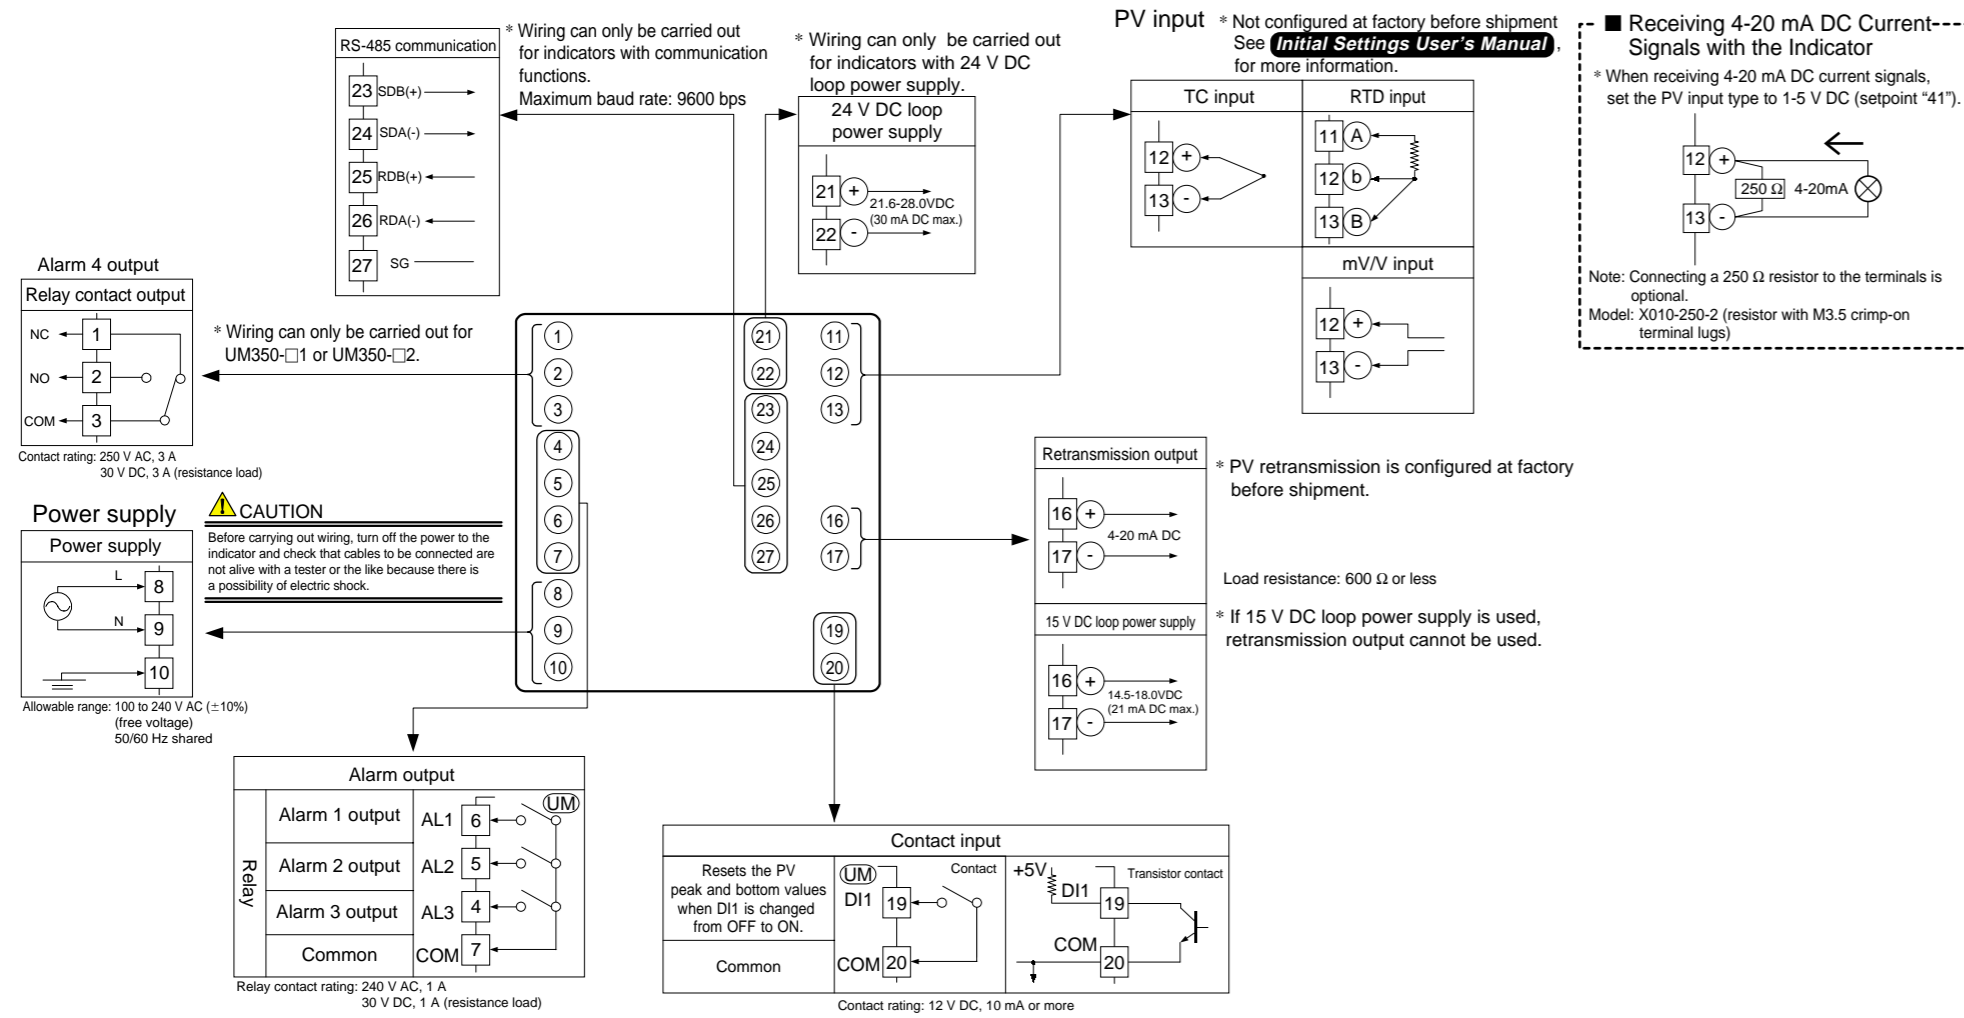 RS-485 communication
23 SDB(+)
24 SDA(-)
25 RDB(+)
26 RDA(-)
27 SG
* Wiring can only be carried out
for indicators with communication
functions.
Maximum baud rate: 9600 bps
* Wiring can only be carried out
for indicators with 24 V DC
loop power supply.
24 V DC loop
power supply
21 +
21.6-28.0VDC
(30 mA DC max.)
22 -
PV input
* Not configured at factory before shipment
See Initial Settings User's Manual,
for more information.
TC input
12 +
13 -
RTD input
11 A
12 b
13 B
mV/V input
12 +
13 -
■ Receiving 4-20 mA DC Current
Signals with the Indicator
* When receiving 4-20 mA DC current signals,
set the PV input type to 1-5 V DC (setpoint “41”).
12 +
250 Ω 4-20mA
13 -
Note: Connecting a 250 Ω resistor to the terminals is
optional.
Model: X010-250-2 (resistor with M3.5 crimp-on
terminal lugs)
Alarm 4 output
Relay contact output
NC 1
NO 2
COM 3
Contact rating: 250 V AC, 3 A
30 V DC, 3 A (resistance load)
* Wiring can only be carried out for
UM350-□1 or UM350-□2.
1
2
3
4
5
6
7
8
9
10
21
22
23
24
25
26
27
11
12
13
16
17
19
20
Power supply
Power supply
L 8
N 9
10
Allowable range: 100 to 240 V AC (±10%)
(free voltage)
50/60 Hz shared
CAUTION
Before carrying out wiring, turn off the power to the
indicator and check that cables to be connected are
not alive with a tester or the like because there is
a possibility of electric shock.
Retransmission output
16 +
4-20 mA DC
17 -
* PV retransmission is configured at factory
before shipment.
Load resistance: 600 Ω or less
15 V DC loop power supply
16 +
14.5-18.0VDC
(21 mA DC max.)
17 -
* If 15 V DC loop power supply is used,
retransmission output cannot be used.
Alarm output
Relay
UM
Alarm 1 output AL1 6
Alarm 2 output AL2 5
Alarm 3 output AL3 4
Common COM 7
Relay contact rating: 240 V AC, 1 A
30 V DC, 1 A (resistance load)
Contact input
Resets the PV
peak and bottom values
when DI1 is changed
from OFF to ON.
Common
UM Contact
DI1 19
COM 20
+5V Transistor contact
DI1 19
COM 20
Contact rating: 12 V DC, 10 mA or more